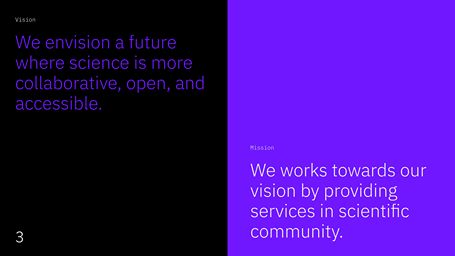 Vision
We envision a future
where science is more
collaborative, open, and
accessible.
Mission
We works towards our
vision by providing
services in scientific
community.
3